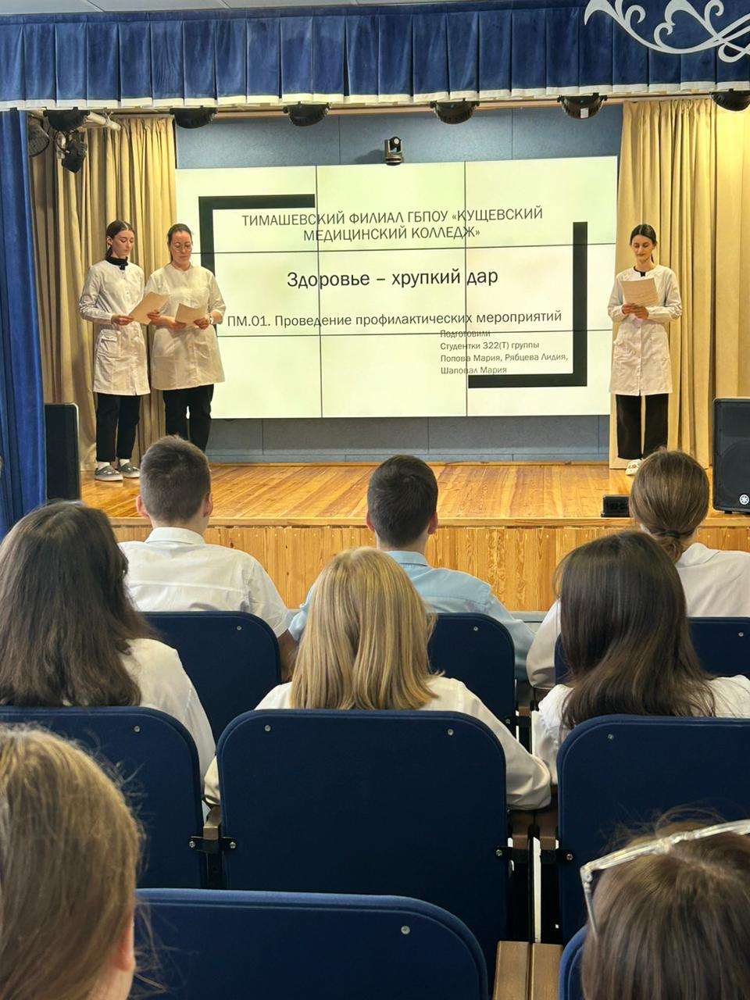 ТИМАШЕВСКИЙ ФИЛИАЛ ГБПОУ «КУЩЕВСКИЙ
МЕДИЦИНСКИЙ КОЛЛЕДЖ»
Здоровье – хрупкий дар
ПМ.01. Проведение профилактических мероприятий
Подготовили
Студентки 322(Т) группы
Попова Мария, Рябцева Лидия,
Шаповал Мария